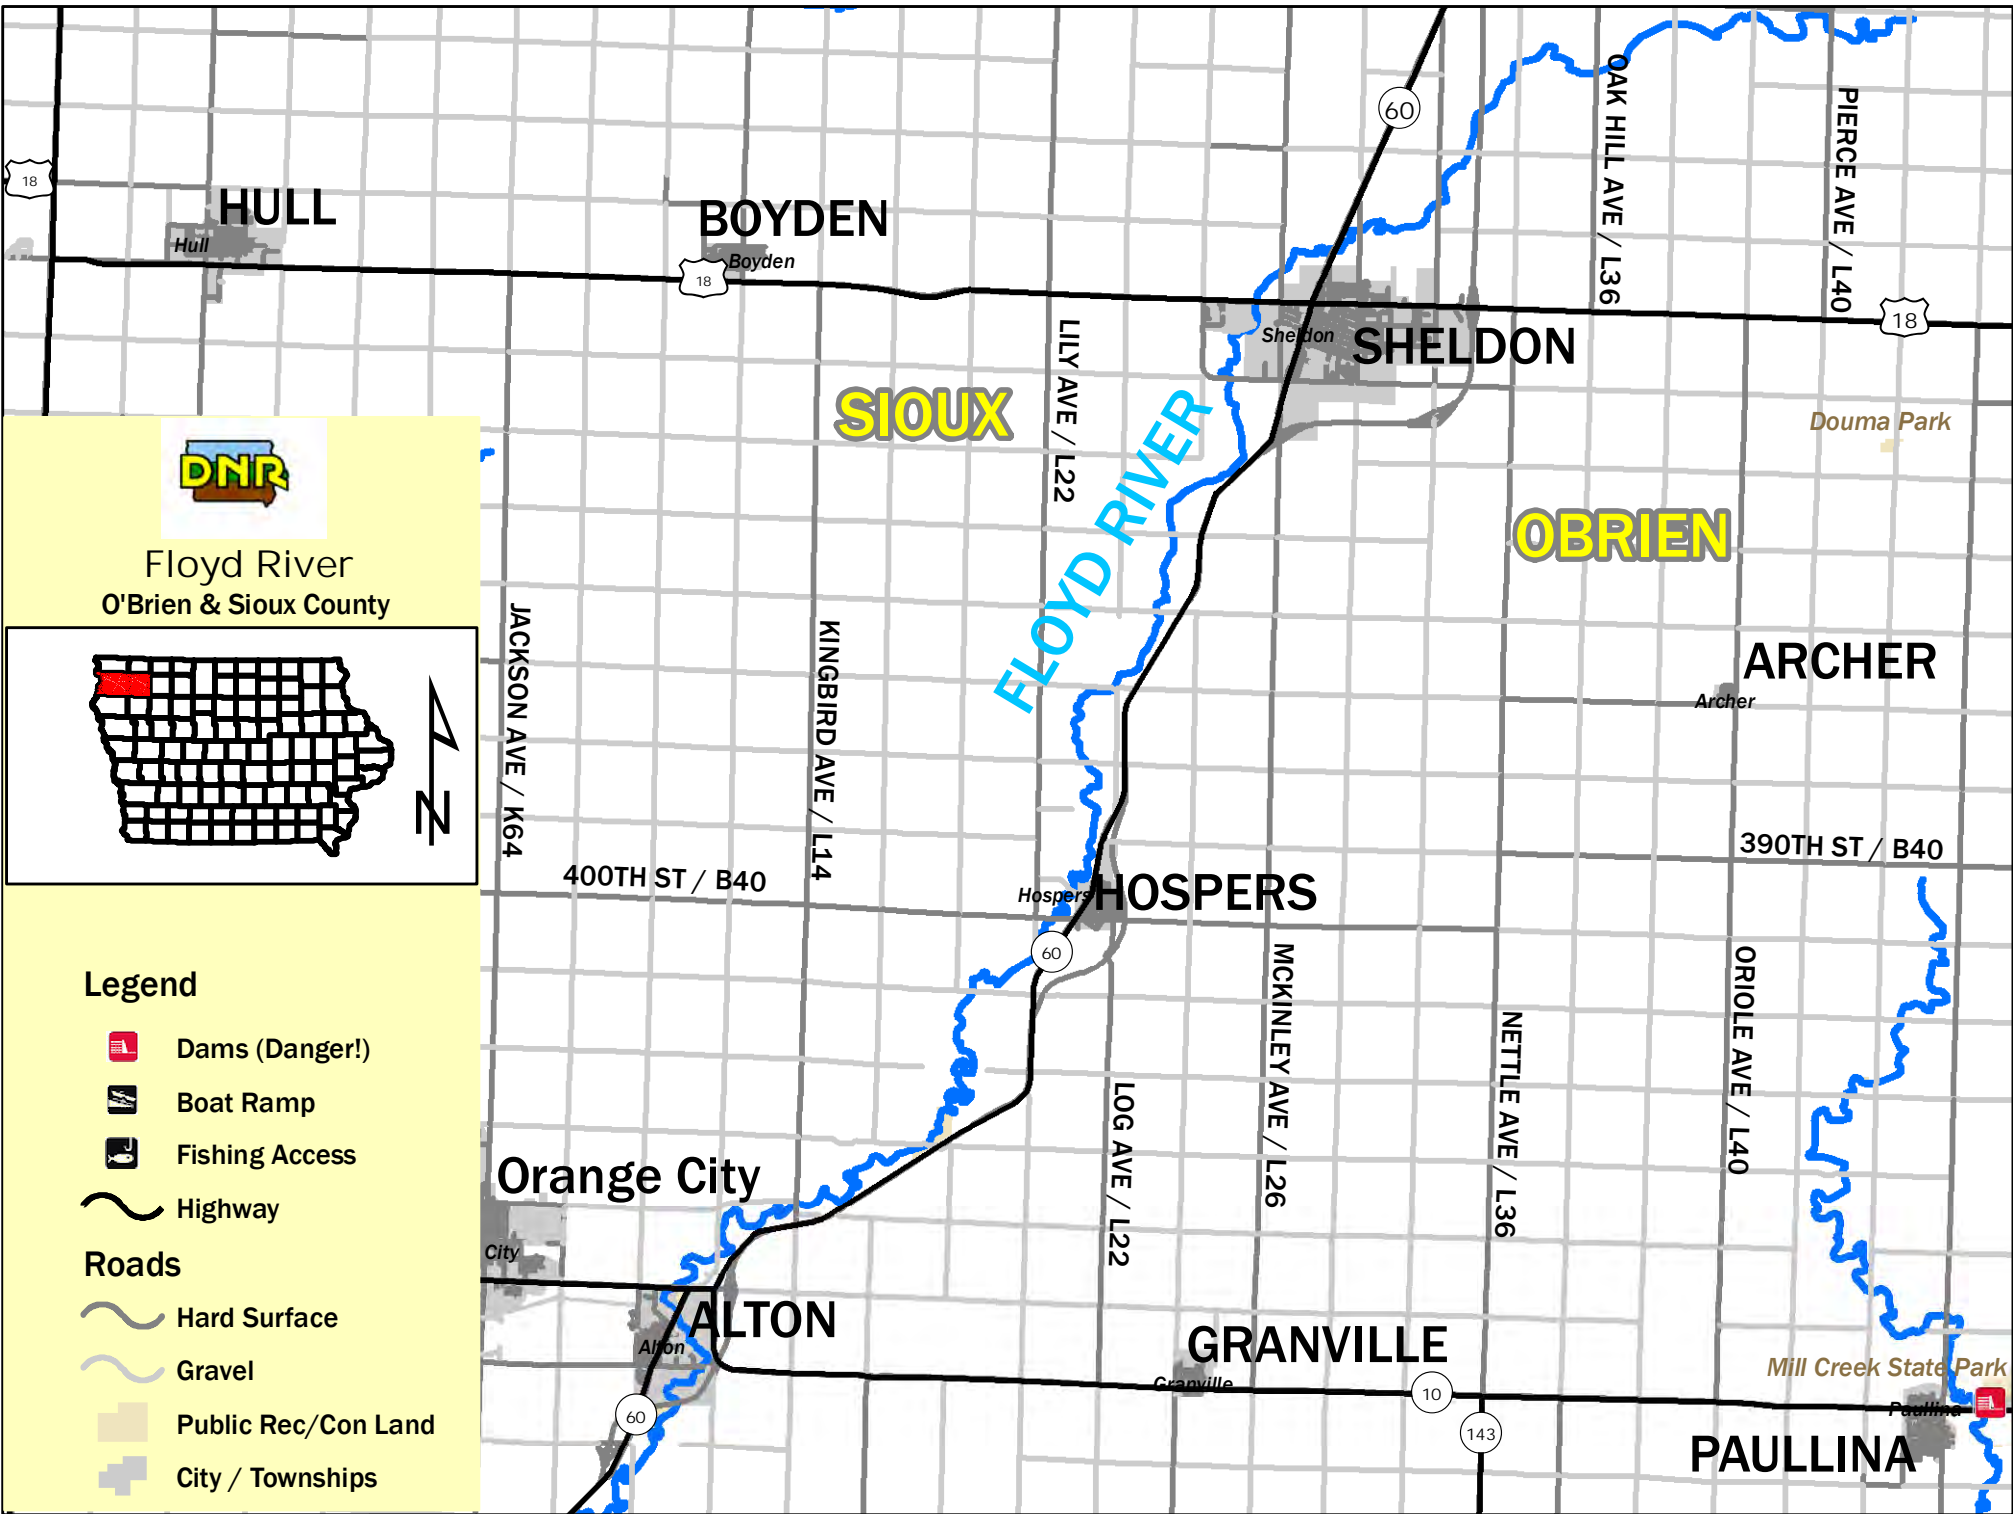 60
OAK HILL AVE / L36
PIERCE AVE / L40
18
HULL
Hull
BOYDEN
Boyden
18
18
Sheldon
SHELDON
LILY AVE / L22
SIOUX
FLOYD RIVER
Douma Park
OBRIEN
DNR
Floyd River
O'Brien & Sioux County
N
JACKSON AVE / K64
KINGBIRD AVE / L14
ARCHER
Archer
390TH ST / B40
400TH ST / B40
Hospers
HOSPERS
60
MCKINLEY AVE / L26
ORIOLE AVE / L40
NETTLE AVE / L36
LOG AVE / L22
Legend
Dams (Danger!)
Boat Ramp
Fishing Access
Highway
Roads
Hard Surface
Gravel
Public Rec/Con Land
City / Townships
Orange City
City
ALTON
Alton
60
GRANVILLE
Granville
10
143
Mill Creek State Park
Paullina
PAULLINA